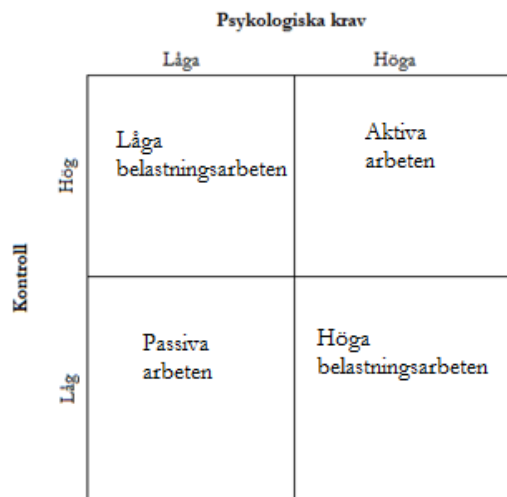 Psykologiska krav
Låga
Höga
Kontroll
Hög
Låga
belastningsarbeten
Aktiva
arbeten
Låg
Passiva
arbeten
Höga
belastningsarbeten